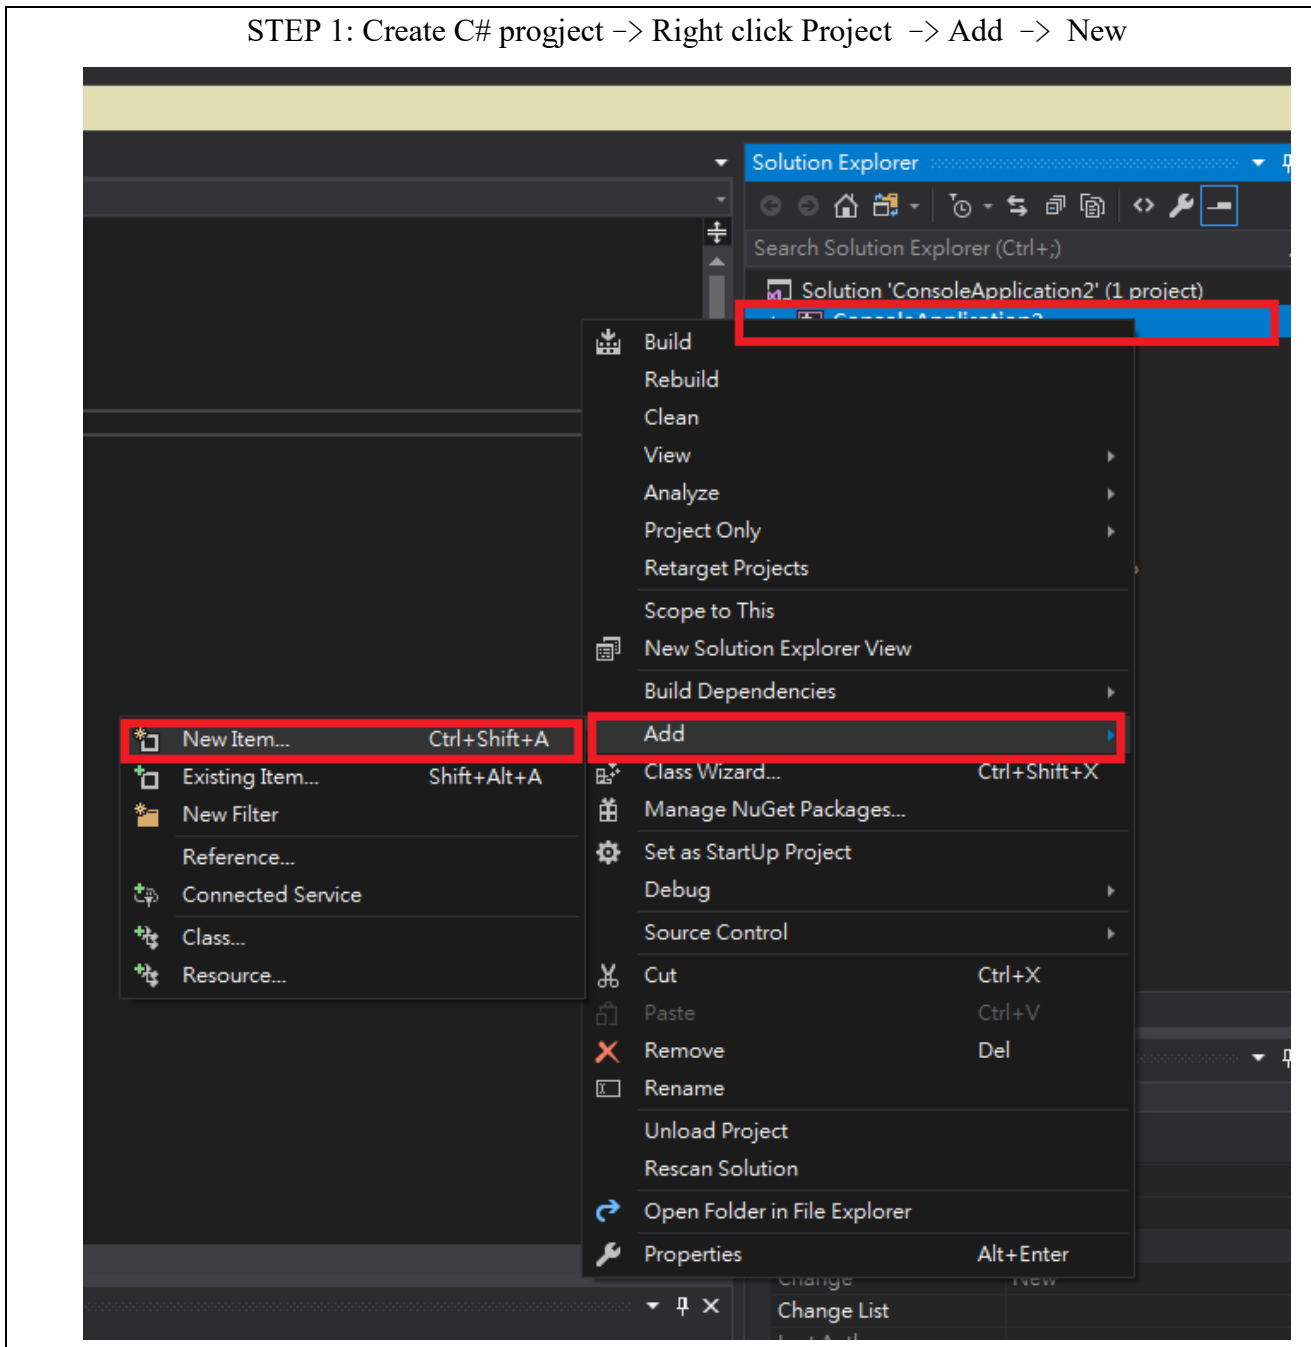 STEP 1: Create C# progject -> Right click Project -> Add -> New
Solution Explorer
Search Solution Explorer (Ctrl+;)
Solution 'ConsoleApplication2' (1 project)
Build
Rebuild
Clean
View
Analyze
Project Only
Retarget Projects
Scope to This
New Solution Explorer View
Build Dependencies
Add
Class Wizard... Ctrl+Shift+X
Manage NuGet Packages...
Set as StartUp Project
Debug
Source Control
Cut Ctrl+X
Paste Ctrl+V
Remove Del
Rename
Unload Project
Rescan Solution
Open Folder in File Explorer
Properties Alt+Enter
New Item... Ctrl+Shift+A
Existing Item... Shift+Alt+A
New Filter
Reference...
Connected Service
Class...
Resource...
Change New
Change List